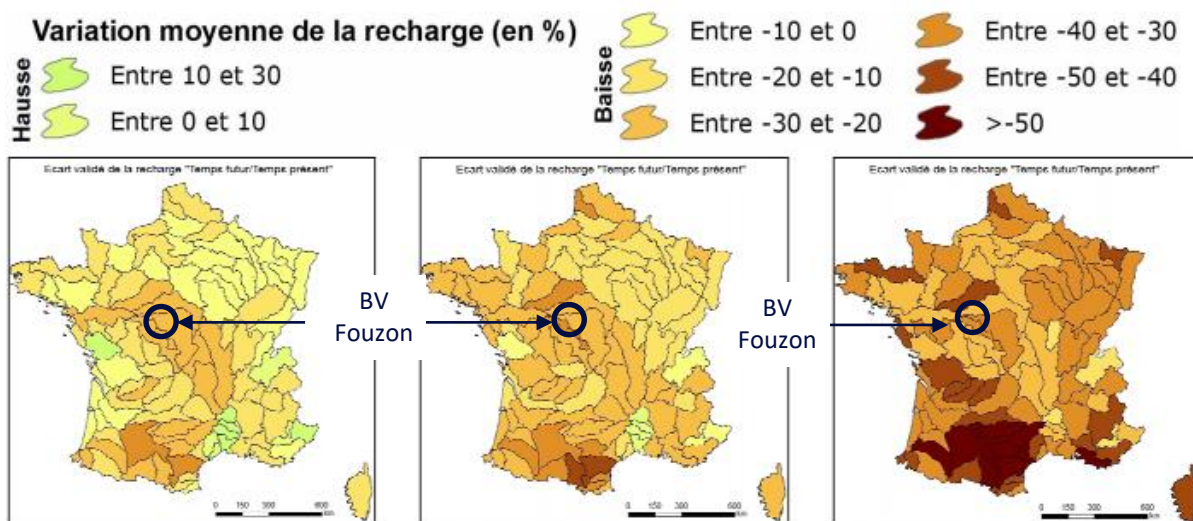 Variation moyenne de la recharge (en %)
Hausse
Entre 10 et 30
Entre 0 et 10
Baisse
Entre -10 et 0
Entre -20 et -10
Entre -30 et -20
Entre -40 et -30
Entre -50 et -40
>-50
Ecart validé de la recharge "Temps futur/Temps présent"
Ecart validé de la recharge "Temps futur/Temps présent"
Ecart validé de la recharge "Temps futur/Temps présent"
BV
Fouzon
BV
Fouzon
0 150 300 600
km
0 150 300 600
km
0 150 300 600
km